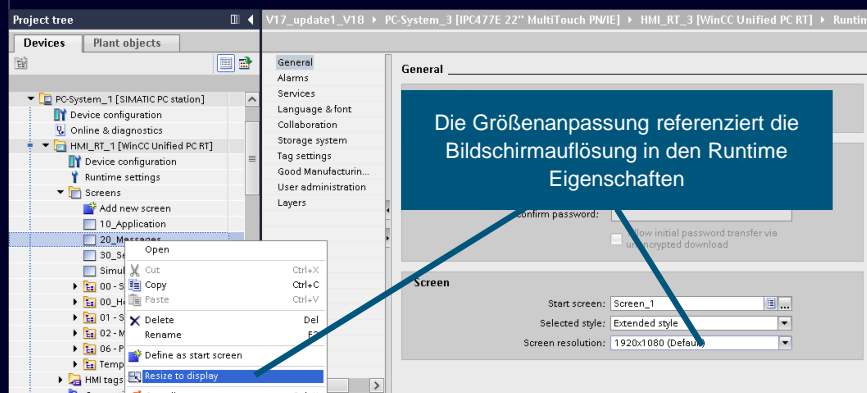 Project tree
V17_update1_V18 ▸ PC-System_3 [IPC477E 22" MultiTouch PN/IE] ▸ HMI_RT_3 [WinCC Unified PC RT] ▸
Devices
Plant objects
PC-System_1 [SIMATIC PC station]
Device configuration
Online & diagnostics
HMI_RT_1 [WinCC Unified PC RT]
Device configuration
Runtime settings
Screens
Add new screen
10_Application
20_Messages
Open
Cut Ctrl+X
Copy Ctrl+C
Paste Ctrl+V
Delete Del
Rename
Define as start screen
Resize to display
HMI tags
General
Alarms
Services
Language & font
Collaboration
Storage system
Tag settings
Good Manufacturin...
User administration
Layers
General
Die Größenanpassung referenziert die
Bildschirmauflösung in den Runtime
Eigenschaften
password:
initial password transfer via
download
Screen
Start screen: Screen_1
Selected style: Extended style
Screen resolution: 1920x1080 (Default)